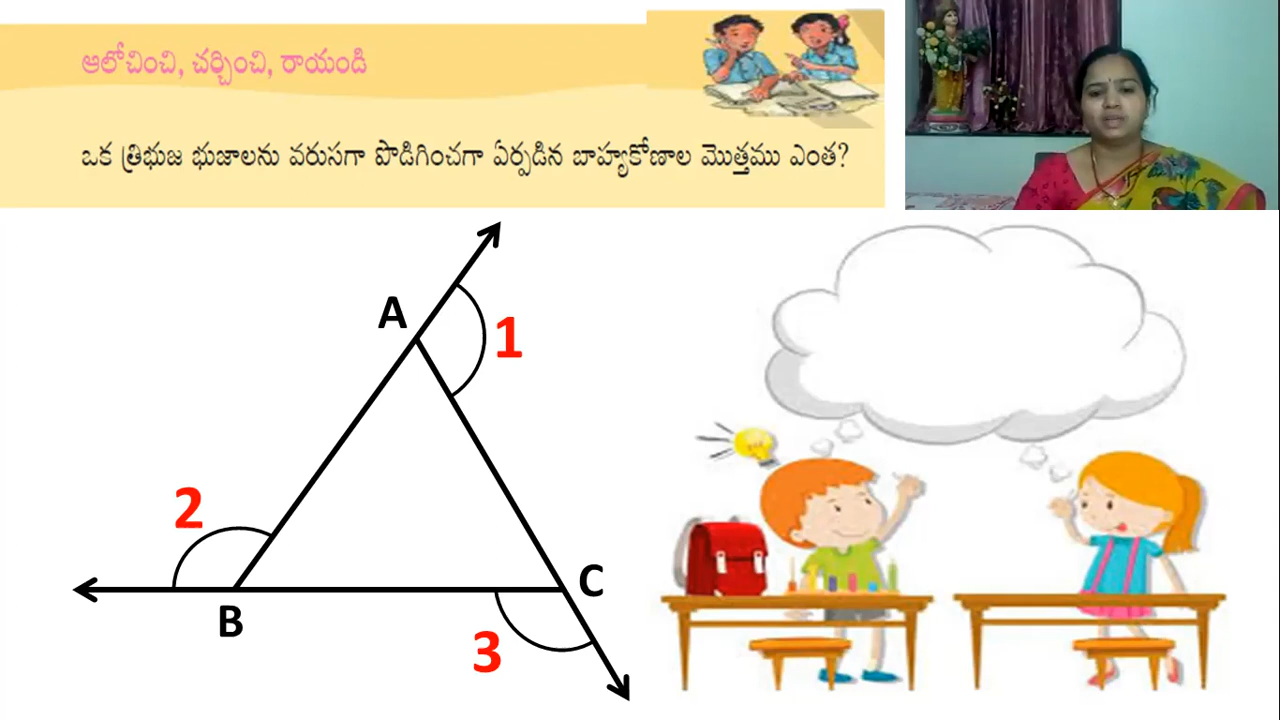 ఆలోచించి, చర్చించి, రాయండి
ఒక త్రిభుజ భుజాలను వరుసగా పొడిగించగా ఏర్పడిన బాహ్యకోణాల మొత్తము ఎంత?
A
1
2
B
C
3